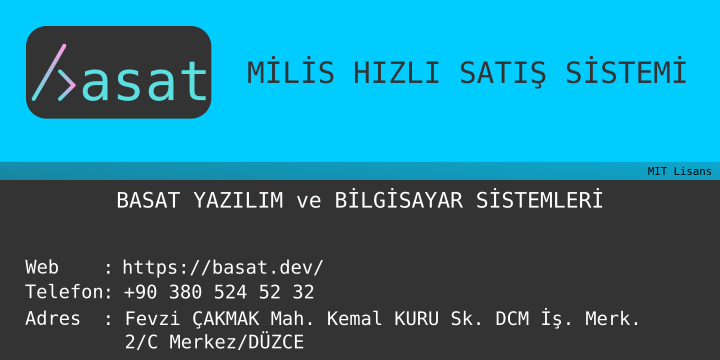 basat
MİLİS HIZLI SATIŞ SİSTEMİ
MIT Lisans
BASAT YAZILIM ve BİLGİSAYAR SİSTEMLERİ
Web : https://basat.dev/
Telefon: +90 380 524 52 32
Adres : Fevzi ÇAKMAK Mah. Kemal KURU Sk. DCM İş. Merk.
2/C Merkez/DÜZCE